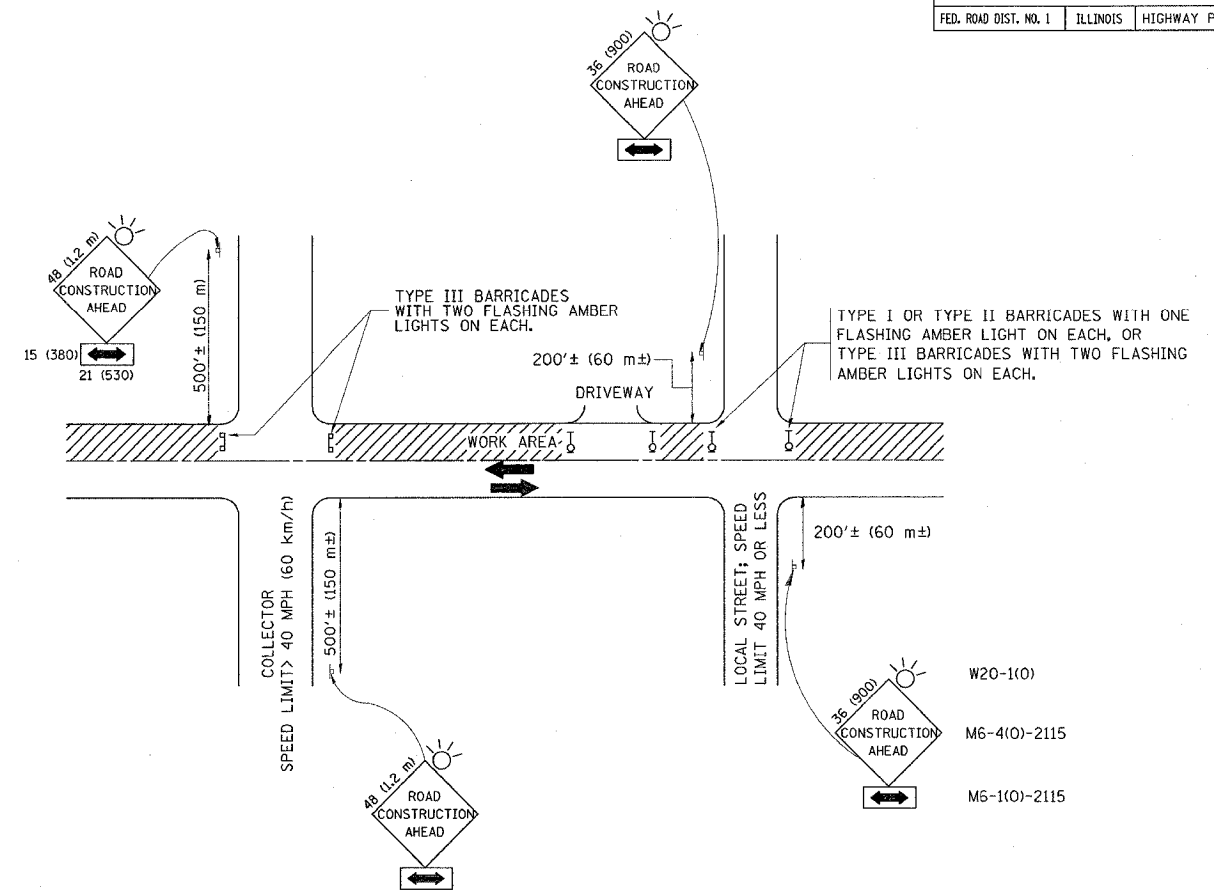 FED. ROAD DIST. NO. 1 ILLINOIS HIGHWAY P
36 (900)
ROAD
CONSTRUCTION
AHEAD
48 (1.2 m)
ROAD
CONSTRUCTION
AHEAD
15 (380)
21 (530)
500'± (150 m)
TYPE III BARRICADES
WITH TWO FLASHING AMBER
LIGHTS ON EACH.
200'± (60 m±)
DRIVEWAY
TYPE I OR TYPE II BARRICADES WITH ONE
FLASHING AMBER LIGHT ON EACH, OR
TYPE III BARRICADES WITH TWO FLASHING
AMBER LIGHTS ON EACH.
WORK AREA
COLLECTOR
SPEED LIMIT> 40 MPH (60 km/h)
500'± (150 m±)
LOCAL STREET; SPEED
LIMIT 40 MPH OR LESS
200'± (60 m±)
48 (1.2 m)
ROAD
CONSTRUCTION
AHEAD
36 (900)
ROAD
CONSTRUCTION
AHEAD
W20-1(O)
M6-4(O)-2115
M6-1(O)-2115